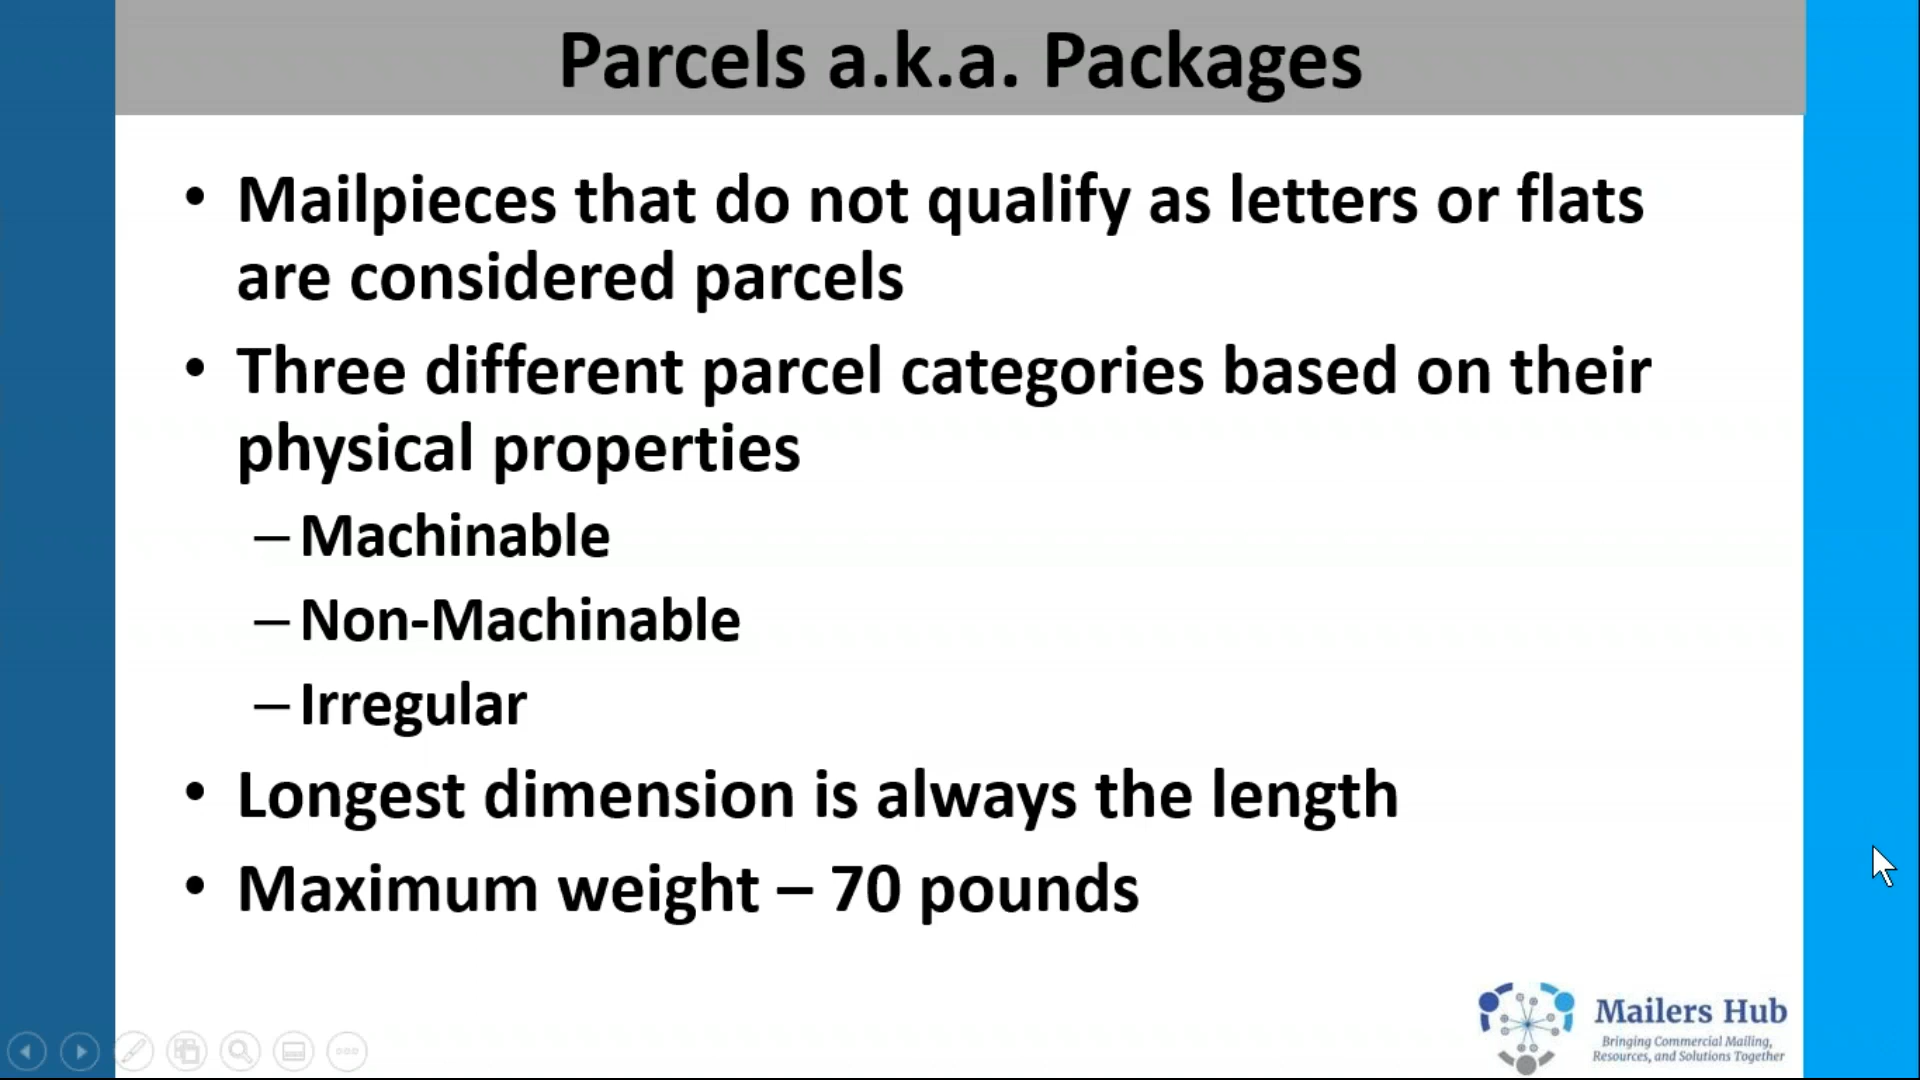 Parcels a.k.a. Packages
• Mailpieces that do not qualify as letters or flats
are considered parcels
• Three different parcel categories based on their
physical properties
– Machinable
– Non-Machinable
– Irregular
• Longest dimension is always the length
• Maximum weight – 70 pounds
Mailers Hub
Bringing Commercial Mailing,
Resources, and Solutions Together